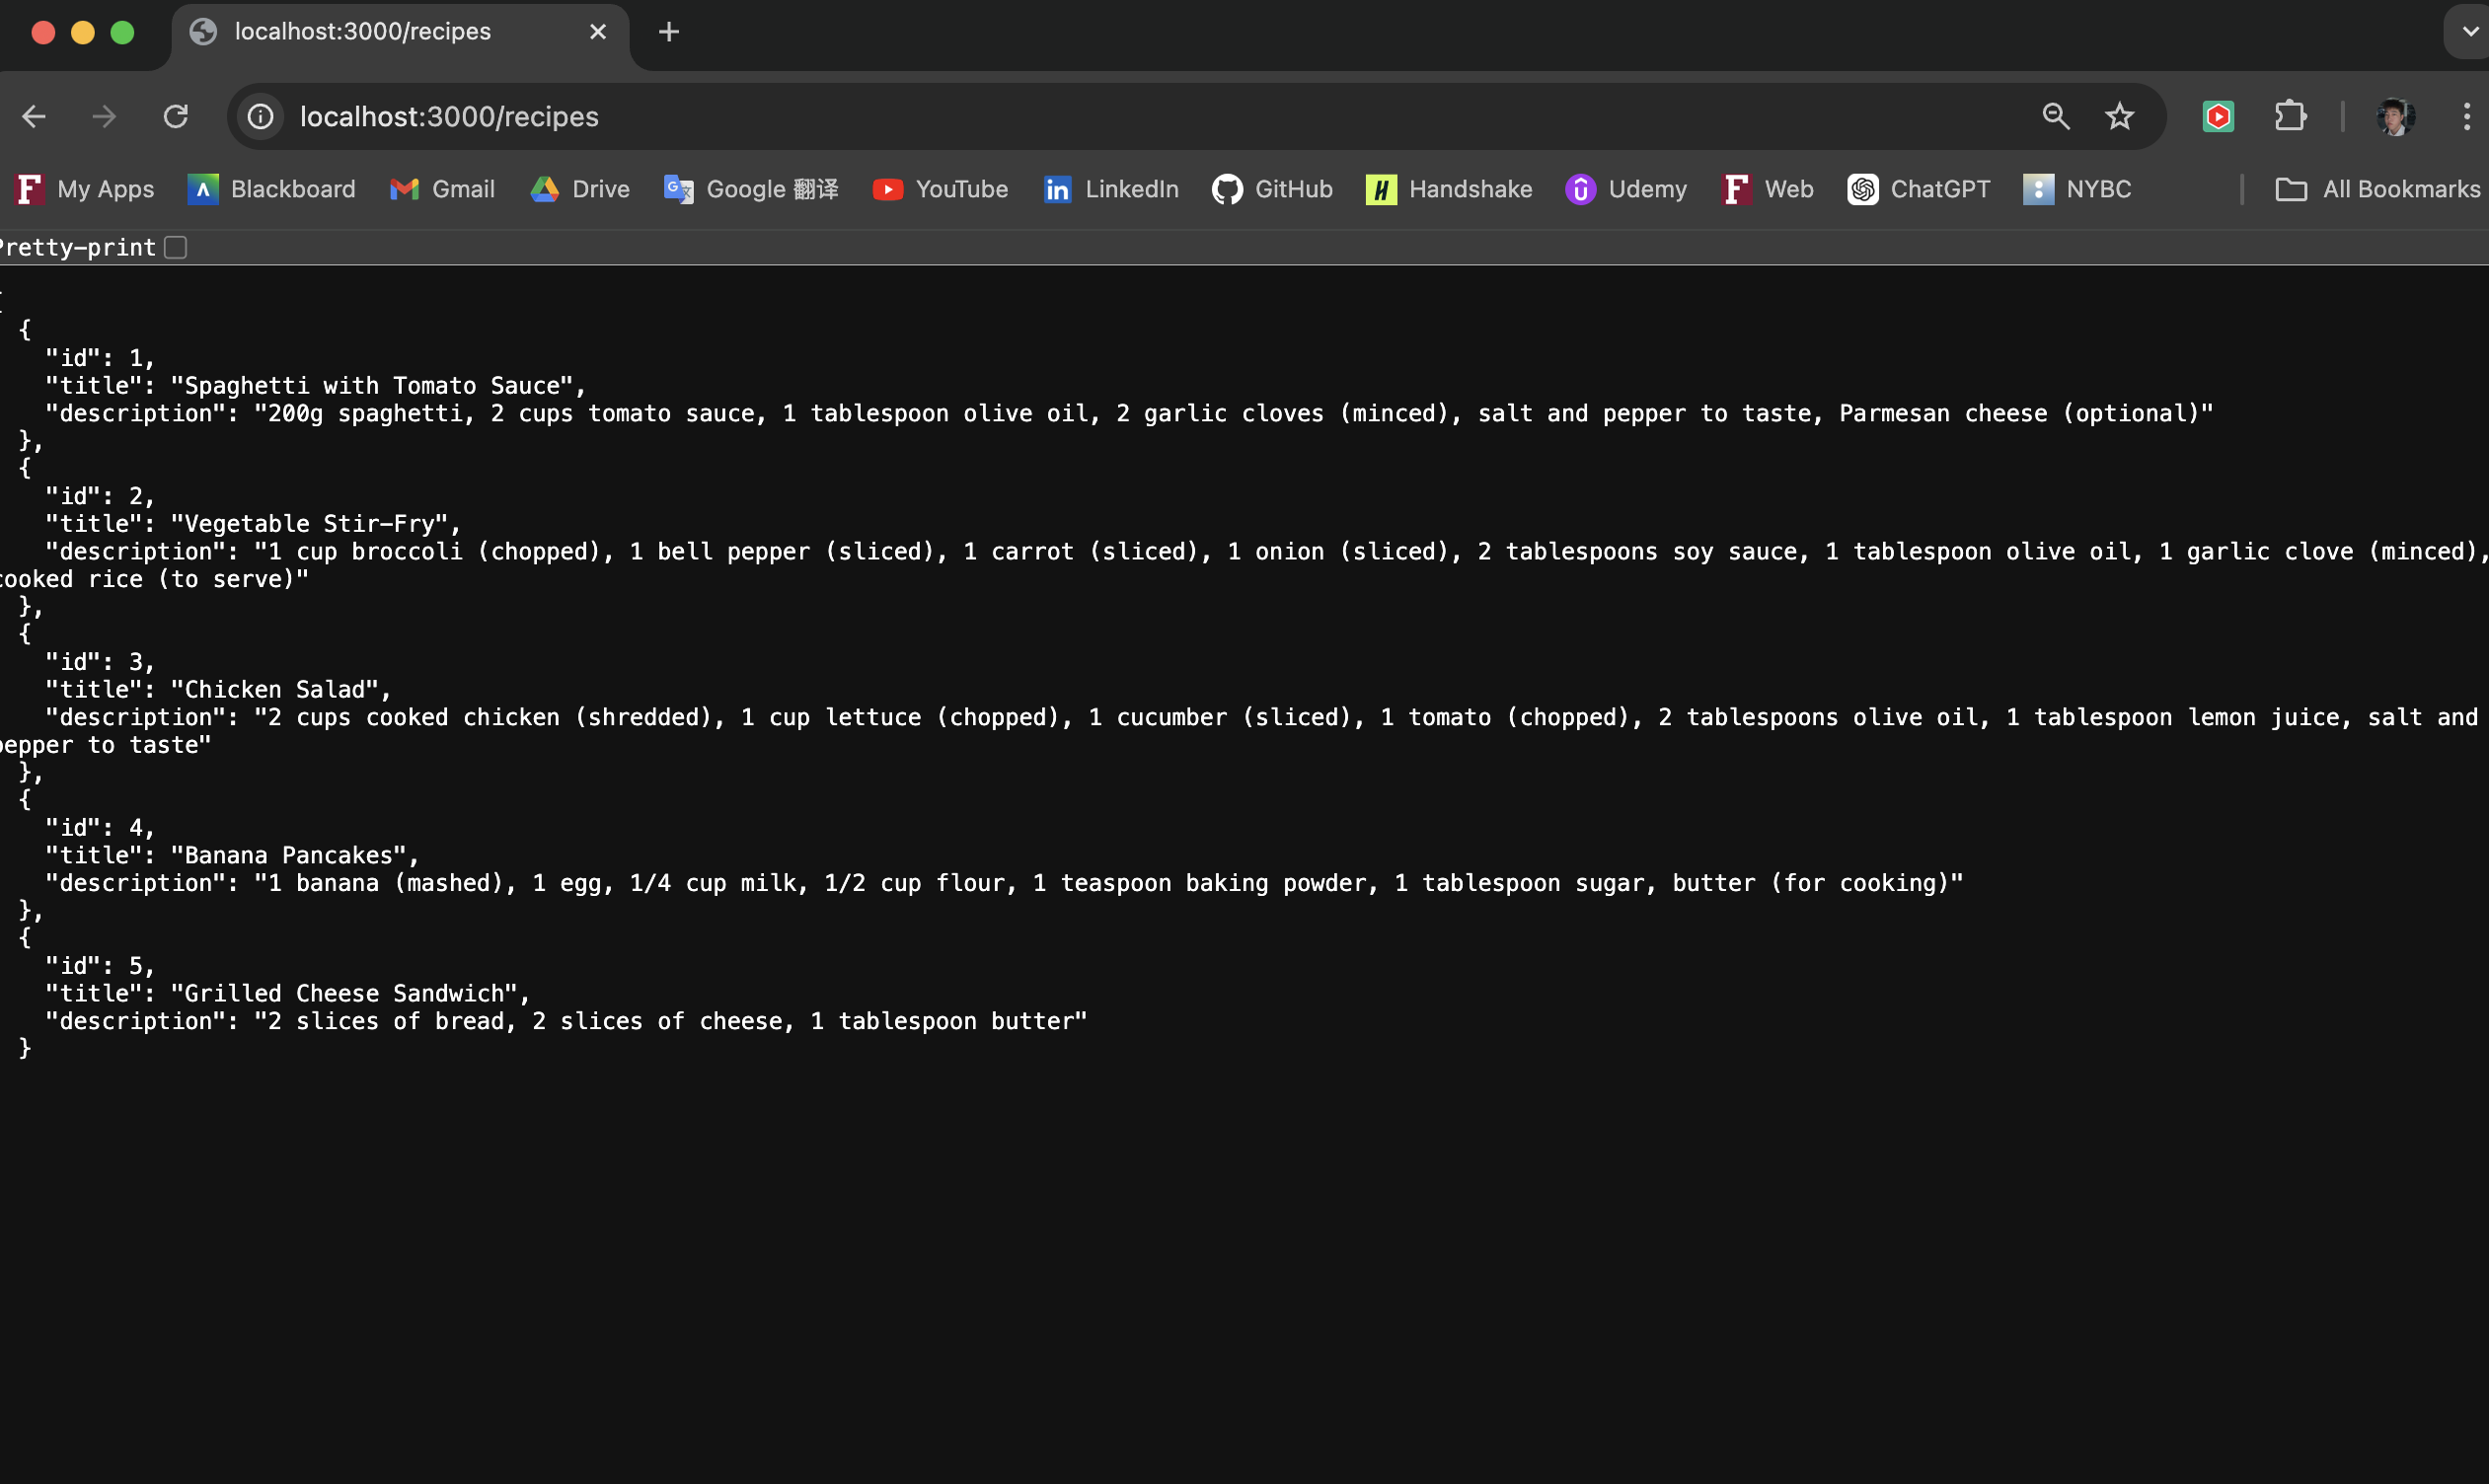 localhost:3000/recipes
localhost:3000/recipes
My Apps Blackboard Gmail Drive Google 翻译 YouTube LinkedIn GitHub Handshake Udemy Web ChatGPT NYBC All Bookmarks
Pretty-print
{
"id": 1,
"title": "Spaghetti with Tomato Sauce",
"description": "200g spaghetti, 2 cups tomato sauce, 1 tablespoon olive oil, 2 garlic cloves (minced), salt and pepper to taste, Parmesan cheese (optional)"
},
{
"id": 2,
"title": "Vegetable Stir-Fry",
"description": "1 cup broccoli (chopped), 1 bell pepper (sliced), 1 carrot (sliced), 1 onion (sliced), 2 tablespoons soy sauce, 1 tablespoon olive oil, 1 garlic clove (minced),
cooked rice (to serve)"
},
{
"id": 3,
"title": "Chicken Salad",
"description": "2 cups cooked chicken (shredded), 1 cup lettuce (chopped), 1 cucumber (sliced), 1 tomato (chopped), 2 tablespoons olive oil, 1 tablespoon lemon juice, salt and
pepper to taste"
},
{
"id": 4,
"title": "Banana Pancakes",
"description": "1 banana (mashed), 1 egg, 1/4 cup milk, 1/2 cup flour, 1 teaspoon baking powder, 1 tablespoon sugar, butter (for cooking)"
},
{
"id": 5,
"title": "Grilled Cheese Sandwich",
"description": "2 slices of bread, 2 slices of cheese, 1 tablespoon butter"
}